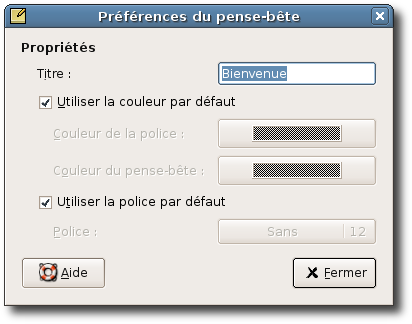 Préférences du pense-bête
Propriétés
Titre : Bienvenue
Utiliser la couleur par défaut
Couleur de la police :
Couleur du pense-bête :
Utiliser la police par défaut
Police : Sans 12
Aide Fermer